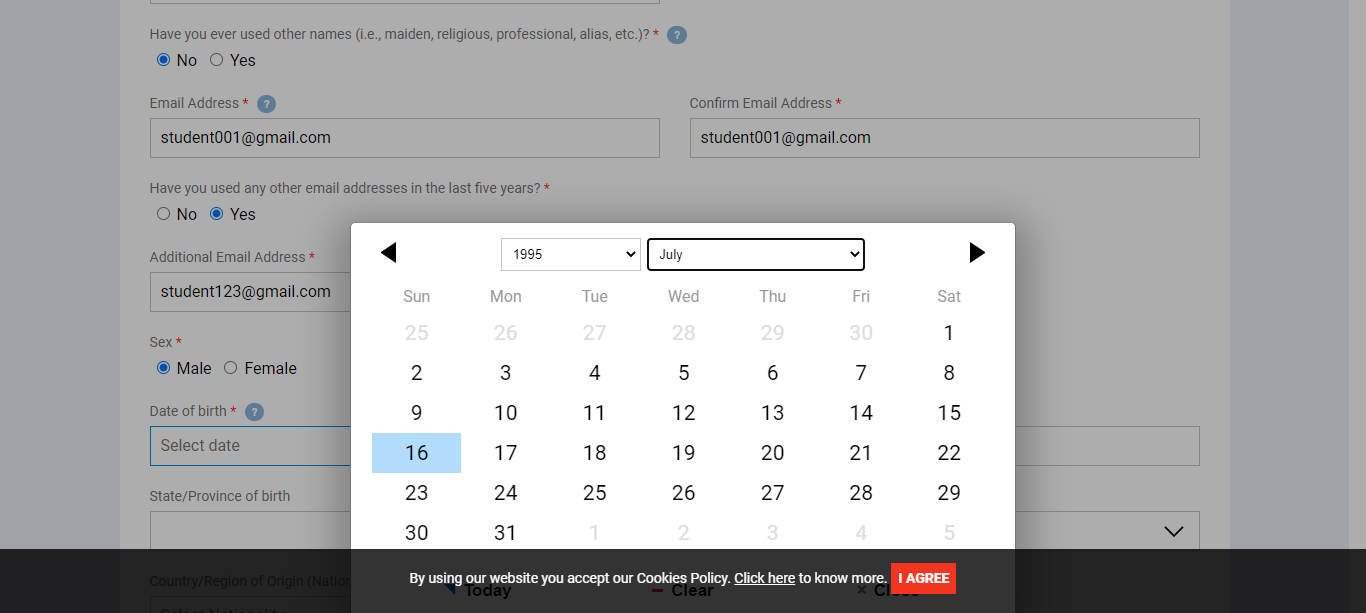 Have you ever used other names (i.e., maiden, religious, professional, alias, etc.)? * ?
No Yes
Email Address * ? Confirm Email Address *
student001@gmail.com student001@gmail.com
Have you used any other email addresses in the last five years? *
No Yes
1995 July
Additional Email Address *
student123@gmail.com
Sun Mon Tue Wed Thu Fri Sat
25 26 27 28 29 30 1
Sex *
Male Female
2 3 4 5 6 7 8
Date of birth * ?
9 10 11 12 13 14 15
Select date
16 17 18 19 20 21 22
State/Province of birth
23 24 25 26 27 28 29
30 31 1 2 3 4 5
By using our website you accept our Cookies Policy. Click here to know more. I AGREE
Country/Region of Origin (Nation
Today Clear × Close
Select Nationality